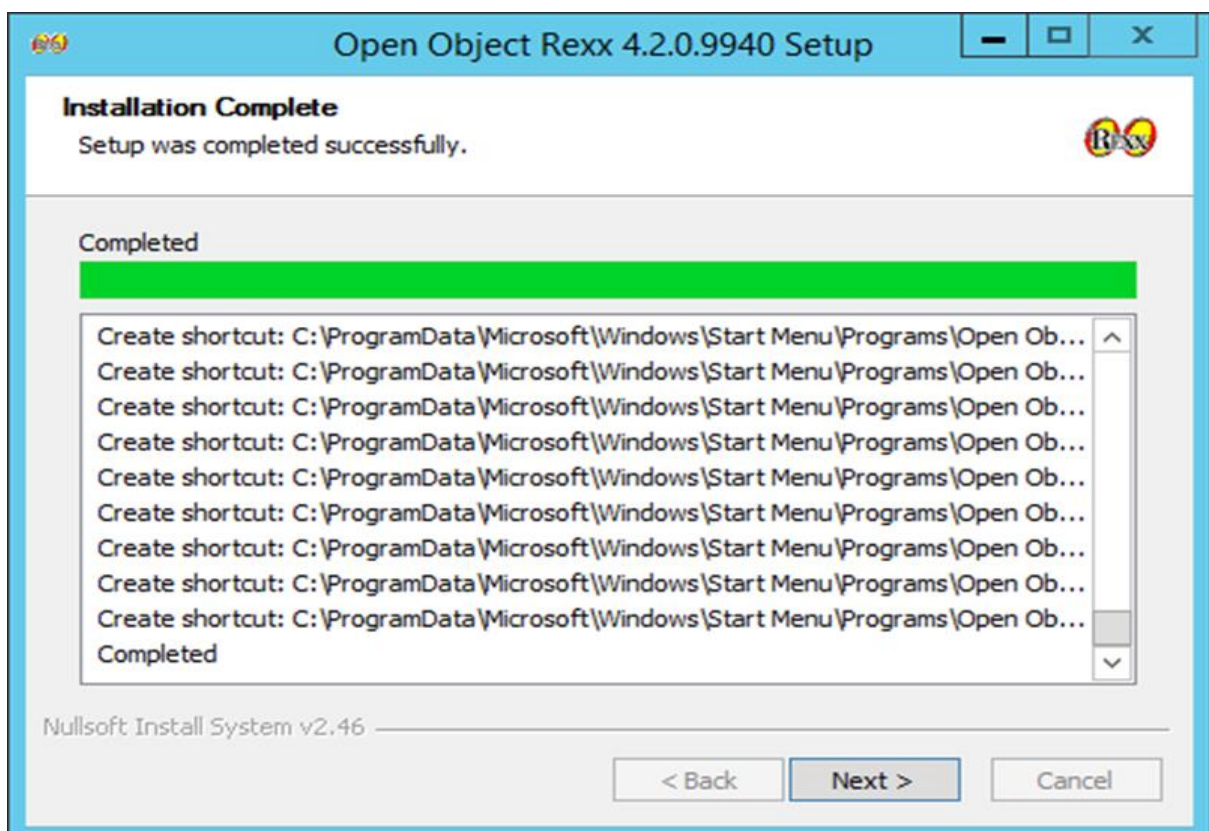 Open Object Rexx 4.2.0.9940 Setup
Installation Complete
Setup was completed successfully.
REXX
Completed
Create shortcut: C:\ProgramData\Microsoft\Windows\Start Menu\Programs\Open Ob...
Create shortcut: C:\ProgramData\Microsoft\Windows\Start Menu\Programs\Open Ob...
Create shortcut: C:\ProgramData\Microsoft\Windows\Start Menu\Programs\Open Ob...
Create shortcut: C:\ProgramData\Microsoft\Windows\Start Menu\Programs\Open Ob...
Create shortcut: C:\ProgramData\Microsoft\Windows\Start Menu\Programs\Open Ob...
Create shortcut: C:\ProgramData\Microsoft\Windows\Start Menu\Programs\Open Ob...
Create shortcut: C:\ProgramData\Microsoft\Windows\Start Menu\Programs\Open Ob...
Create shortcut: C:\ProgramData\Microsoft\Windows\Start Menu\Programs\Open Ob...
Create shortcut: C:\ProgramData\Microsoft\Windows\Start Menu\Programs\Open Ob...
Completed
Nullsoft Install System v2.46
< Back Next > Cancel